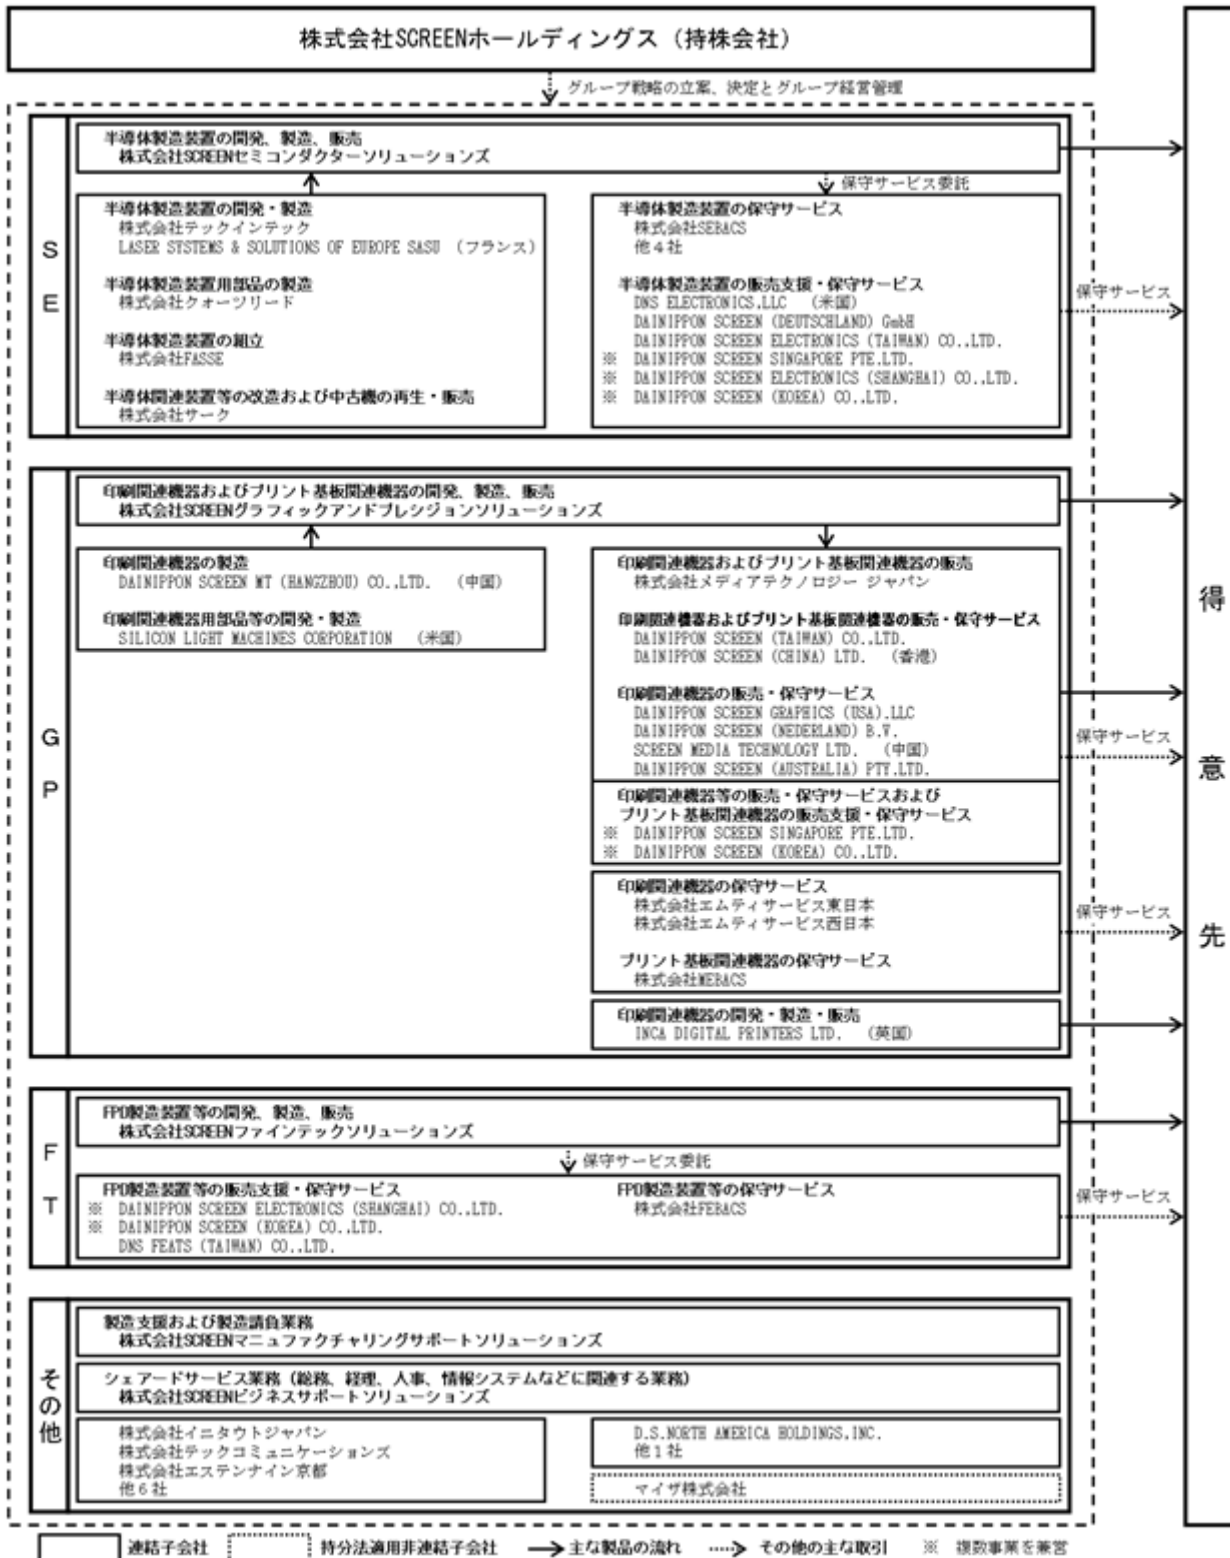 株式会社SCREENホールディングス（持株会社）
グループ戦略の立案、決定とグループ経営管理
SE
半導体製造装置の開発、製造、販売
株式会社SCREENセミコンダクターソリューションズ
保守サービス委託
半導体製造装置の開発・製造
株式会社テックインテック
LASER SYSTEMS & SOLUTIONS OF EUROPE SASU （フランス）
半導体製造装置用部品の製造
株式会社クォーツリード
半導体製造装置の組立
株式会社FASSE
半導体関連装置等の改造および中古機の再生・販売
株式会社サーク
半導体製造装置の保守サービス
株式会社SEBACS
他４社
半導体製造装置の販売支援・保守サービス
DNS ELECTRONICS,LLC （米国）
DAINIPPON SCREEN (DEUTSCHLAND) GmbH
DAINIPPON SCREEN ELECTRONICS (TAIWAN) CO.,LTD.
※ DAINIPPON SCREEN SINGAPORE PTE.LTD.
※ DAINIPPON SCREEN ELECTRONICS (SHANGHAI) CO.,LTD.
※ DAINIPPON SCREEN (KOREA) CO.,LTD.
保守サービス
GP
印刷関連機器およびプリント基板関連機器の開発、製造、販売
株式会社SCREENグラフィックアンドプレシジョンソリューションズ
印刷関連機器の製造
DAINIPPON SCREEN MT (HANGZHOU) CO.,LTD. （中国）
印刷関連機器用部品等の開発・製造
SILICON LIGHT MACHINES CORPORATION （米国）
印刷関連機器およびプリント基板関連機器の販売
株式会社メディアテクノロジー ジャパン
印刷関連機器およびプリント基板関連機器の販売・保守サービス
DAINIPPON SCREEN (TAIWAN) CO.,LTD.
DAINIPPON SCREEN (CHINA) LTD. （香港）
印刷関連機器の販売・保守サービス
DAINIPPON SCREEN GRAPHICS (USA),LLC
DAINIPPON SCREEN (NEDERLAND) B.V.
SCREEN MEDIA TECHNOLOGY LTD. （中国）
DAINIPPON SCREEN (AUSTRALIA) PTY.LTD.
保守サービス
印刷関連機器等の販売・保守サービスおよび
プリント基板関連機器の販売支援・保守サービス
※ DAINIPPON SCREEN SINGAPORE PTE.LTD.
※ DAINIPPON SCREEN (KOREA) CO.,LTD.
印刷関連機器の保守サービス
株式会社エムティサービス東日本
株式会社エムティサービス西日本
プリント基板関連機器の保守サービス
株式会社MEBACS
保守サービス
印刷関連機器の開発・製造・販売
INCA DIGITAL PRINTERS LTD. （英国）
FT
FPD製造装置等の開発、製造、販売
株式会社SCREENファインテックソリューションズ
保守サービス委託
FPD製造装置等の販売支援・保守サービス
※ DAINIPPON SCREEN ELECTRONICS (SHANGHAI) CO.,LTD.
※ DAINIPPON SCREEN (KOREA) CO.,LTD.
DNS FEATS (TAIWAN) CO.,LTD.
FPD製造装置等の保守サービス
株式会社FEBACS
保守サービス
その他
製造支援および製造請負業務
株式会社SCREENマニュファクチャリングサポートソリューションズ
シェアードサービス業務（総務、経理、人事、情報システムなどに関連する業務）
株式会社SCREENビジネスサポートソリューションズ
株式会社イニタウトジャパン
株式会社テックコミュニケーションズ
株式会社エステンナイン京都
他６社
D.S.NORTH AMERICA HOLDINGS,INC.
他１社
マイザ株式会社
得意先
連結子会社 持分法適用非連結子会社 主な製品の流れ その他の主な取引 ※ 複数事業を兼営